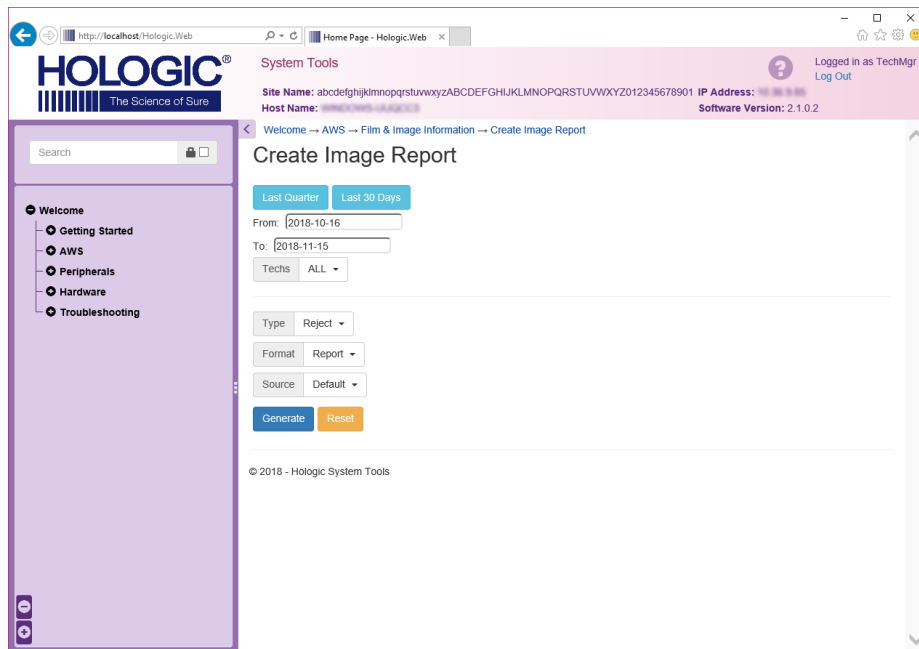 http://localhost/Hologic.Web
Home Page - Hologic.Web
HOLOGIC®
The Science of Sure
System Tools
Logged in as TechMgr
Log Out
Site Name: abcdefghijklmnopqrstuvwxyzABCDEFGHIJKLMNOPQRSTUVWXYZ012345678901 IP Address:
Host Name:
Software Version: 2.1.0.2
Search
Welcome
Getting Started
AWS
Peripherals
Hardware
Troubleshooting
Welcome → AWS → Film & Image Information → Create Image Report
Create Image Report
Last Quarter Last 30 Days
From: 2018-10-16
To: 2018-11-15
Techs ALL
Type Reject
Format Report
Source Default
Generate Reset
© 2018 - Hologic System Tools